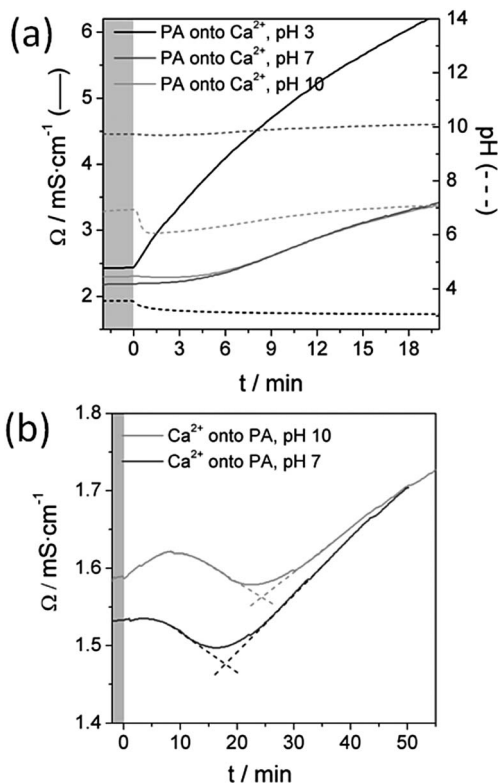 (a)
PA onto Ca²⁺, pH 3
PA onto Ca²⁺, pH 7
PA onto Ca²⁺, pH 10
6
5
4
3
2
Ω / mS·cm⁻¹ (—)
14
12
10
8
6
4
pH (---)
0 3 6 9 12 15 18
t / min
(b)
Ca²⁺ onto PA, pH 10
Ca²⁺ onto PA, pH 7
1.8
1.7
1.6
1.5
1.4
Ω / mS·cm⁻¹
0 10 20 30 40 50
t / min